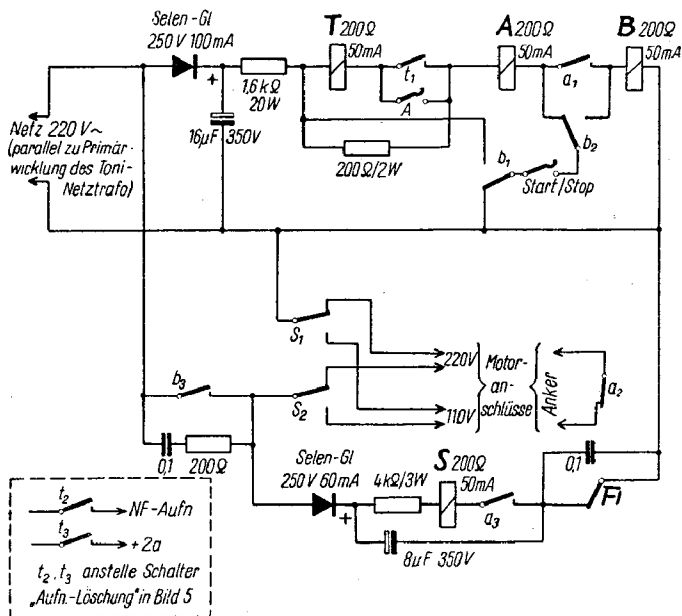 Selen-Gl
250 V 100mA
T 200Ω
50mA
A 200Ω
50mA
B 200Ω
50mA
+
1,6 kΩ
20W
t₁
A
a₁
16µF 350V
200Ω/2W
b₁
b₂
Start/Stop
Netz 220 V~
(parallel zu Primär-
wicklung des Toni-
Netztrafo)
S₁
S₂
220V
110V
Motor-
an-
schlüsse
Anker
a₂
b₃
0,1
200Ω
Selen-Gl
250 V 60mA
+
4kΩ/3W
S 200Ω
50mA
a₃
8µF 350V
0,1
FI
t₂
NF-Aufn
t₃
+2a
t₂, t₃ anstelle Schalter
„Aufn.-Löschung" in Bild 5